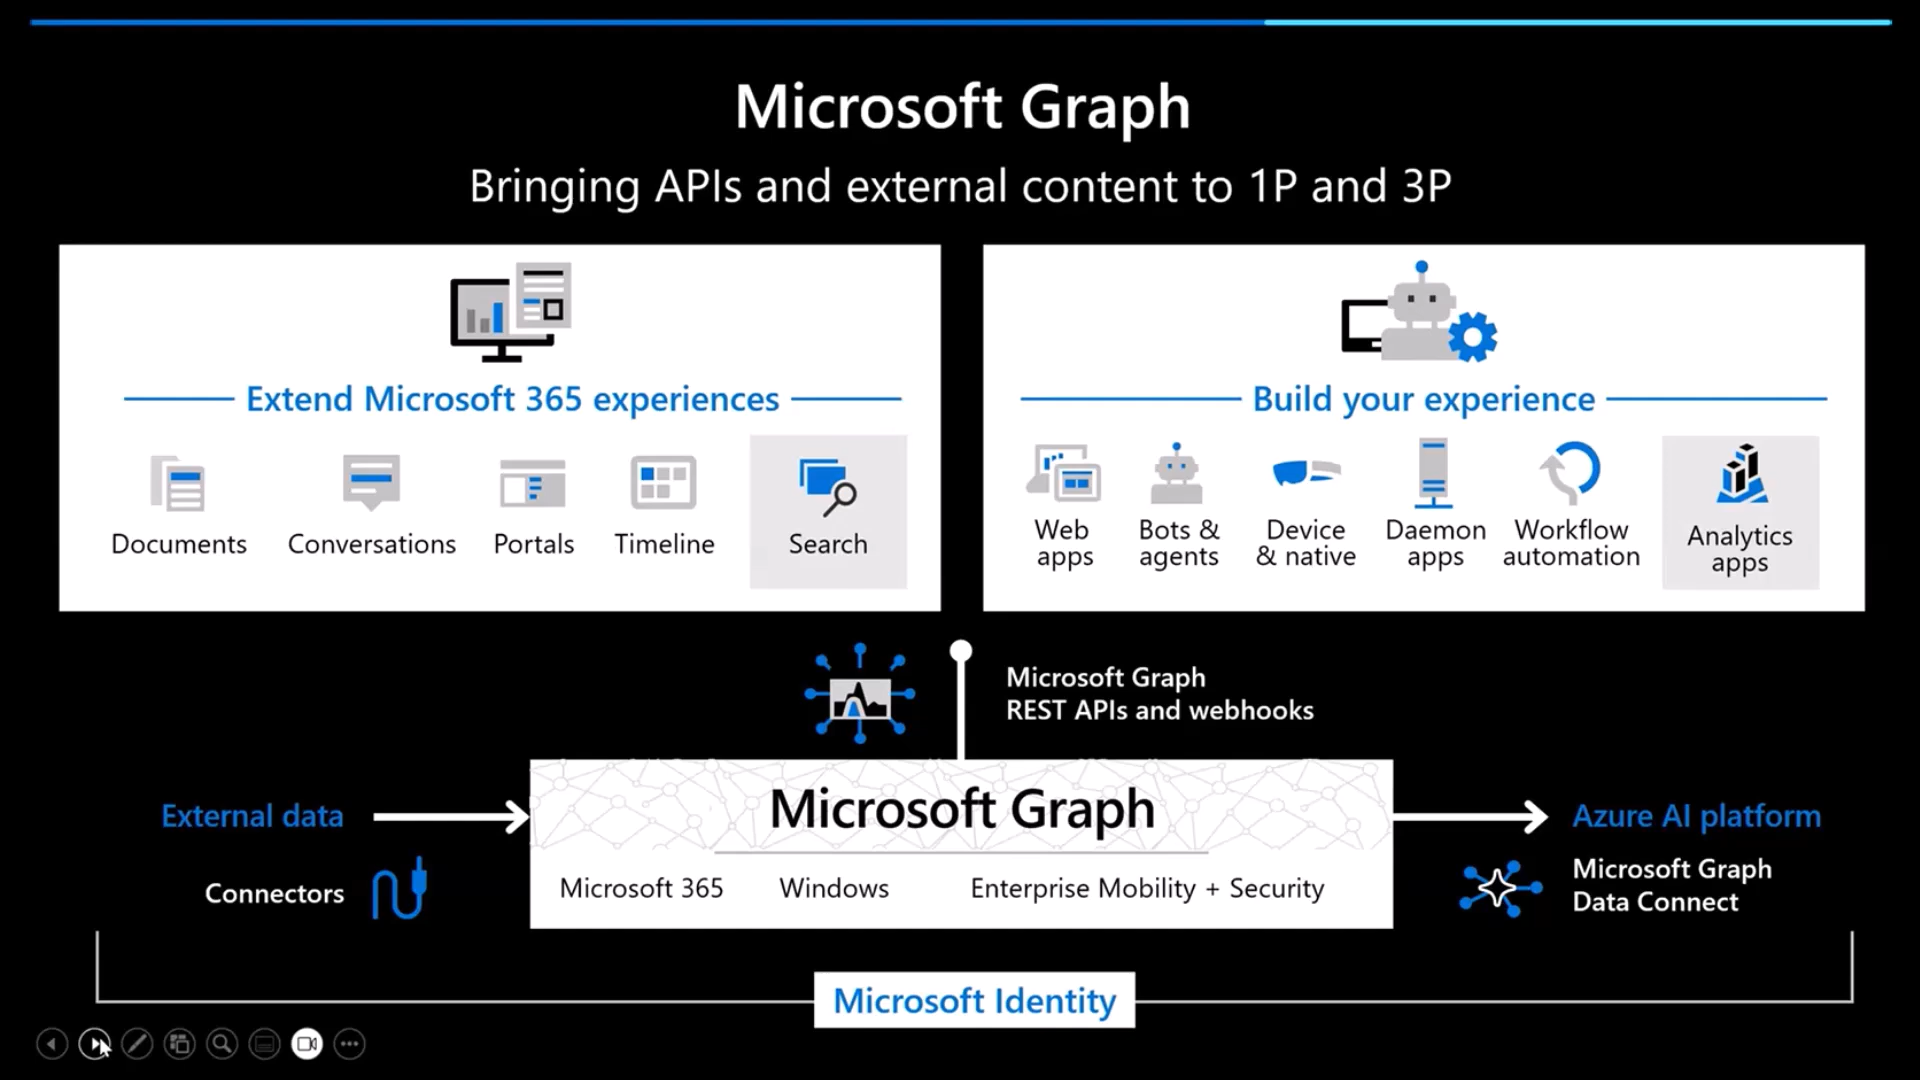 Microsoft Graph
Bringing APIs and external content to 1P and 3P
Extend Microsoft 365 experiences
Documents
Conversations
Portals
Timeline
Search
Build your experience
Web
apps
Bots &
agents
Device
& native
Daemon
apps
Workflow
automation
Analytics
apps
Microsoft Graph
REST APIs and webhooks
External data
Connectors
Microsoft Graph
Microsoft 365
Windows
Enterprise Mobility + Security
Azure AI platform
Microsoft Graph
Data Connect
Microsoft Identity